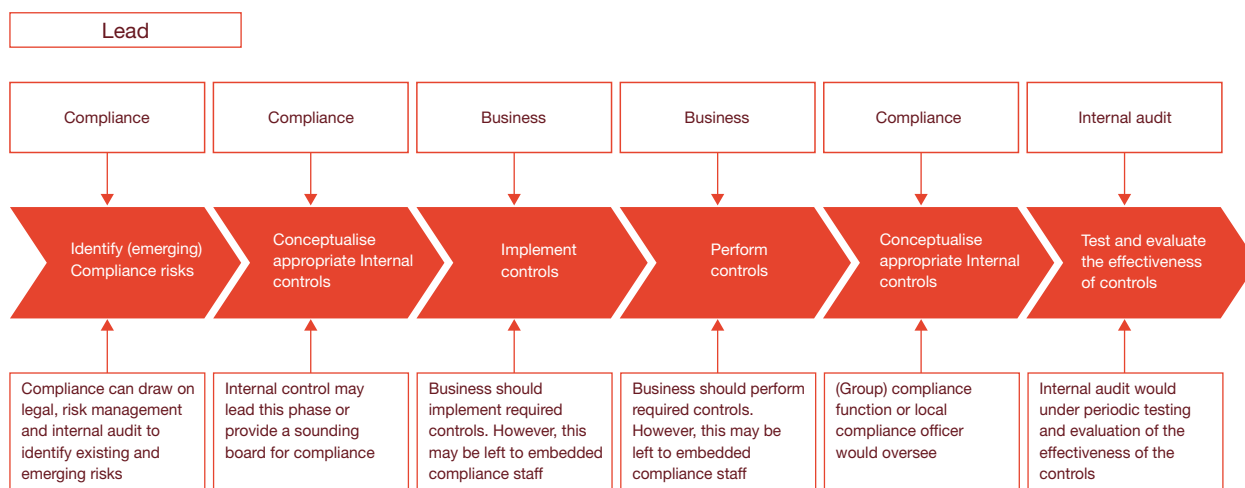 Lead
Compliance
Compliance
Business
Business
Compliance
Internal audit
Identify (emerging)
Compliance risks
Conceptualise
appropriate Internal
controls
Implement
controls
Perform
controls
Conceptualise
appropriate Internal
controls
Test and evaluate
the effectiveness
of controls
Compliance can draw on
legal, risk management
and internal audit to
identify existing and
emerging risks
Internal control may
lead this phase or
provide a sounding
board for compliance
Business should
implement required
controls. However, this
may be left to embedded
compliance staff
Business should perform
required controls.
However, this may be
left to embedded
compliance staff
(Group) compliance
function or local
compliance officer
would oversee
Internal audit would
under periodic testing
and evaluation of the
effectiveness of the
controls